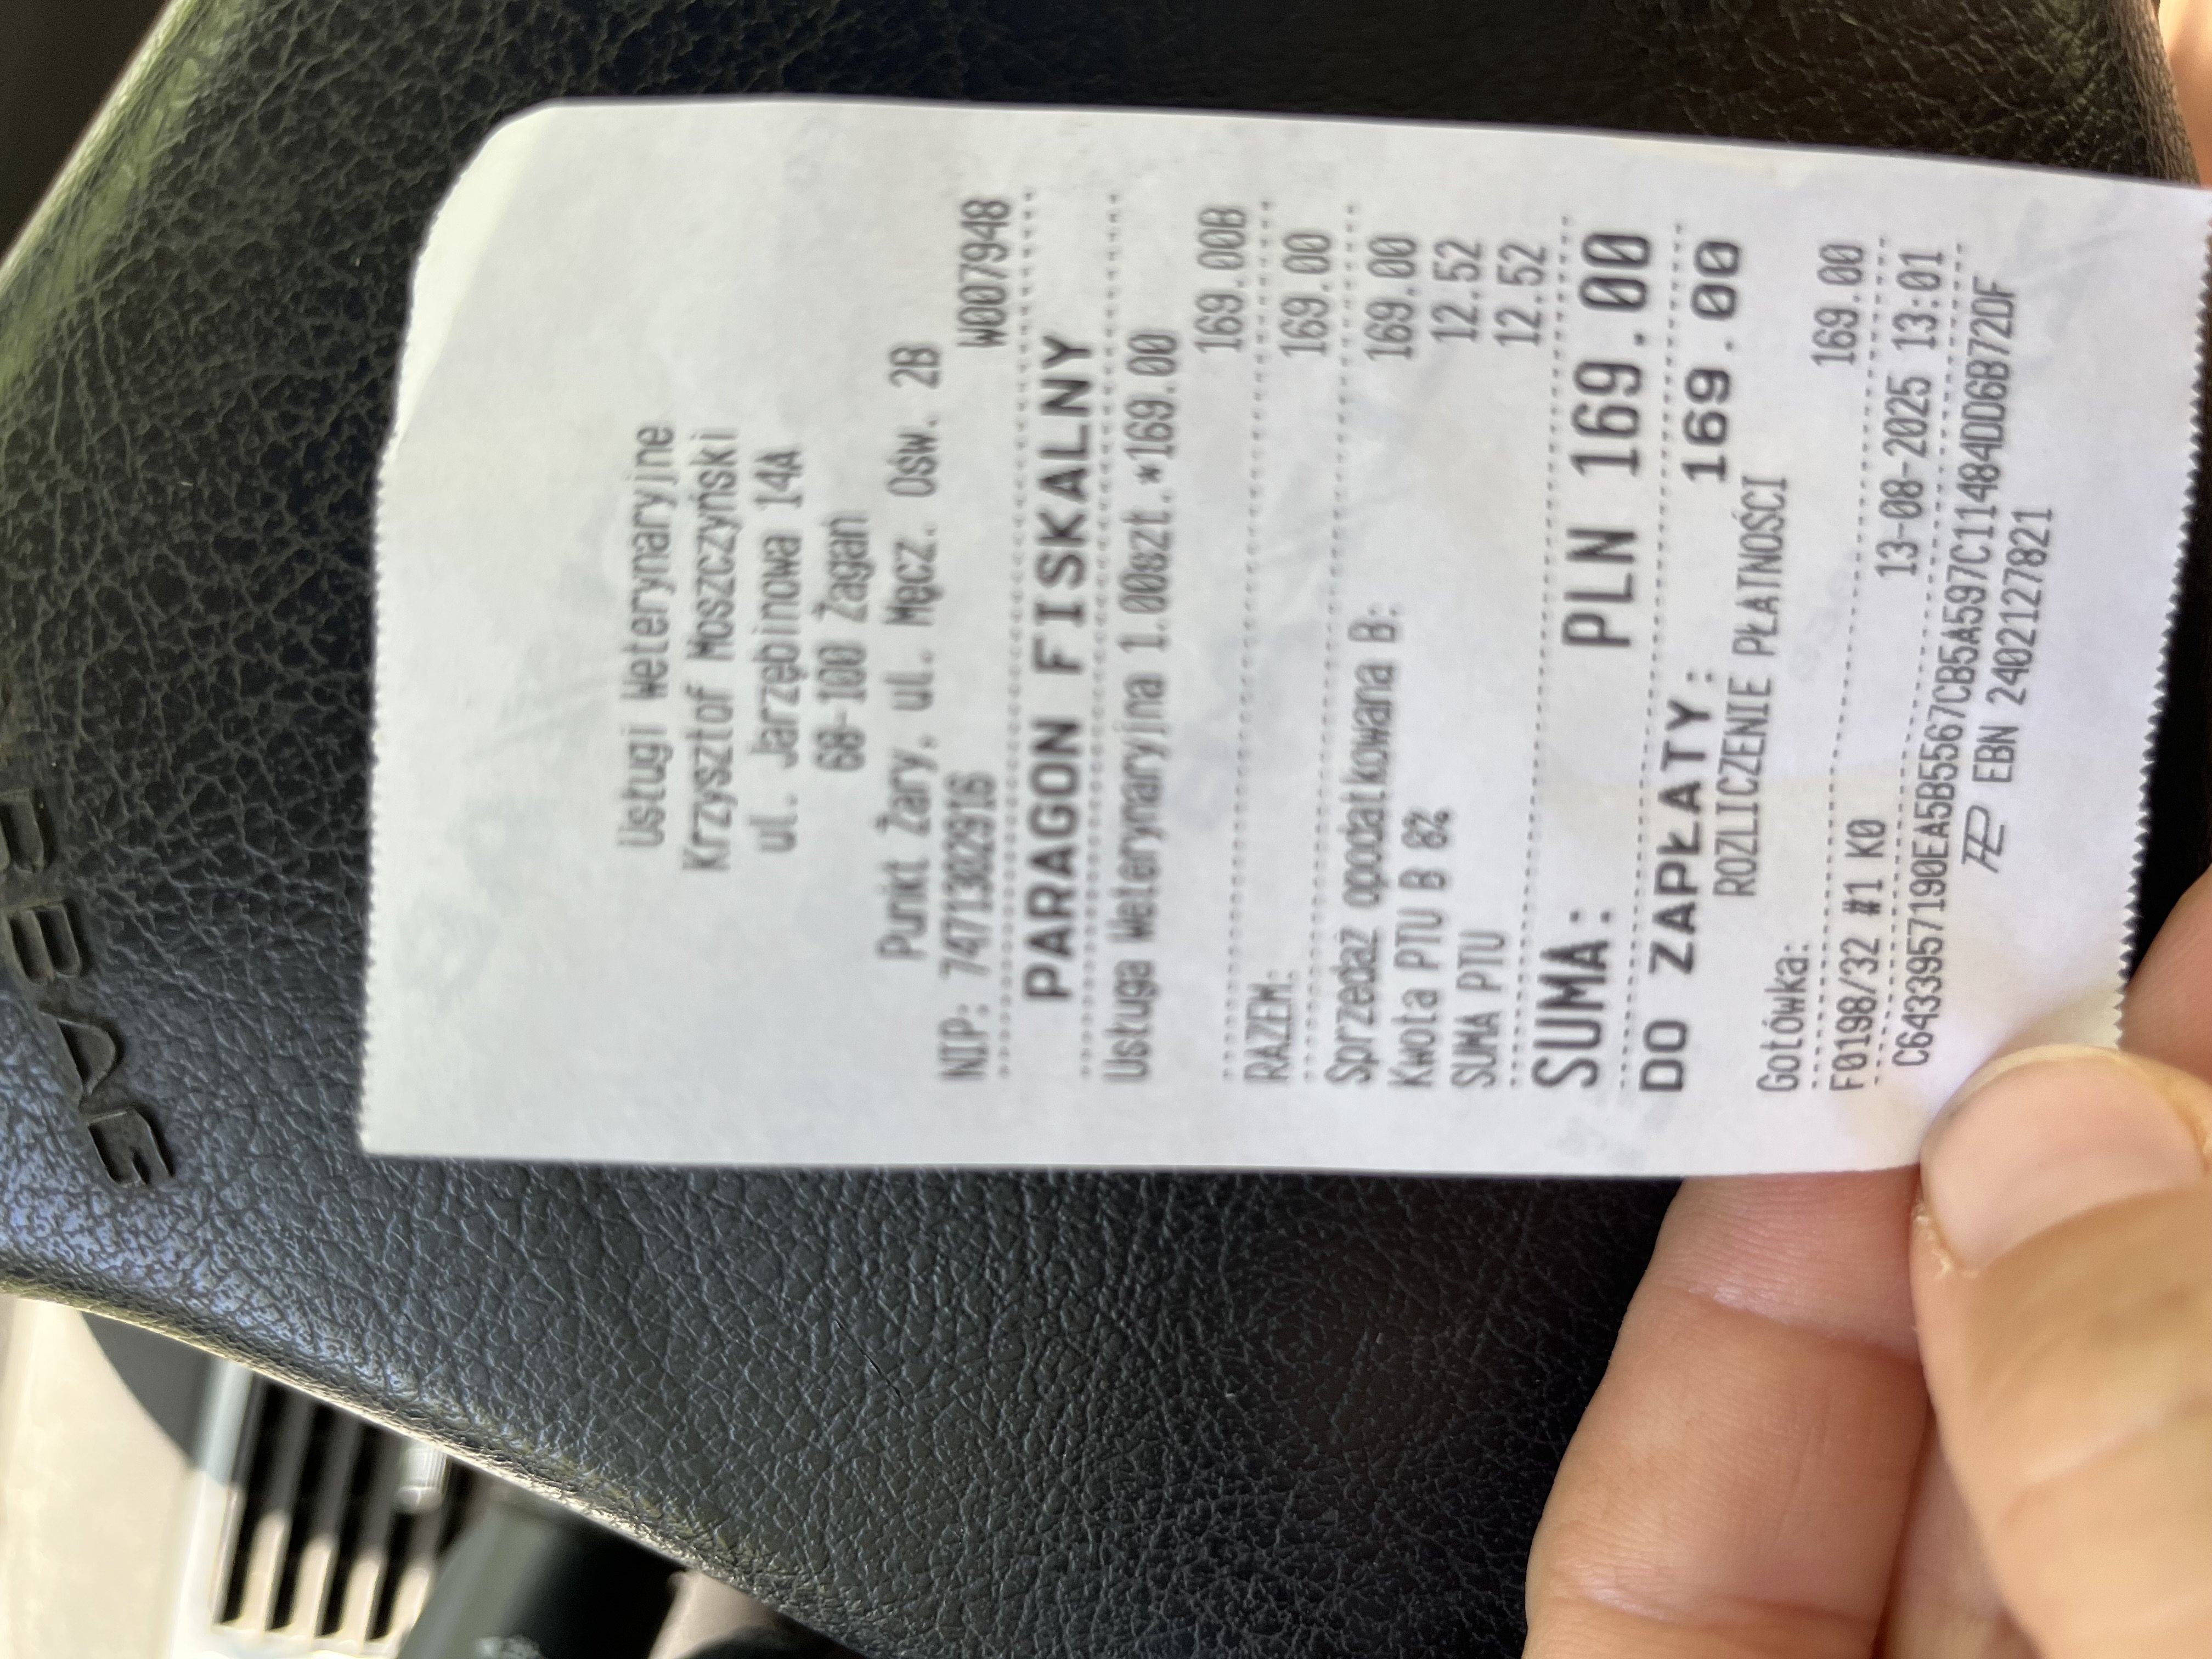 Usługi Weterynaryjne
Krzysztof Moszczyński
ul. Jarzębinowa 14A
68-100 Żagań
Punkt Żary, ul. Męcz. Ośw. 2B
NIP: 7471302916 W007948
PARAGON FISKALNY
Usługa Weterynaryjna 1.00szt.*169.00
169.00B
RAZEM: 169.00
Sprzedaż opodatkowana B: 169.00
Kwota PTU B 8% 12.52
SUMA PTU 12.52
SUMA: PLN 169.00
DO ZAPŁATY: 169.00
ROZLICZENIE PŁATNOŚCI
Gotówka: 169.00
F0198/32 #1 K0 13-08-2025 13:01
C6433957190EA5B5567CB5A597C11484DD6B72DF
EBN 2402127821
AIRBAG